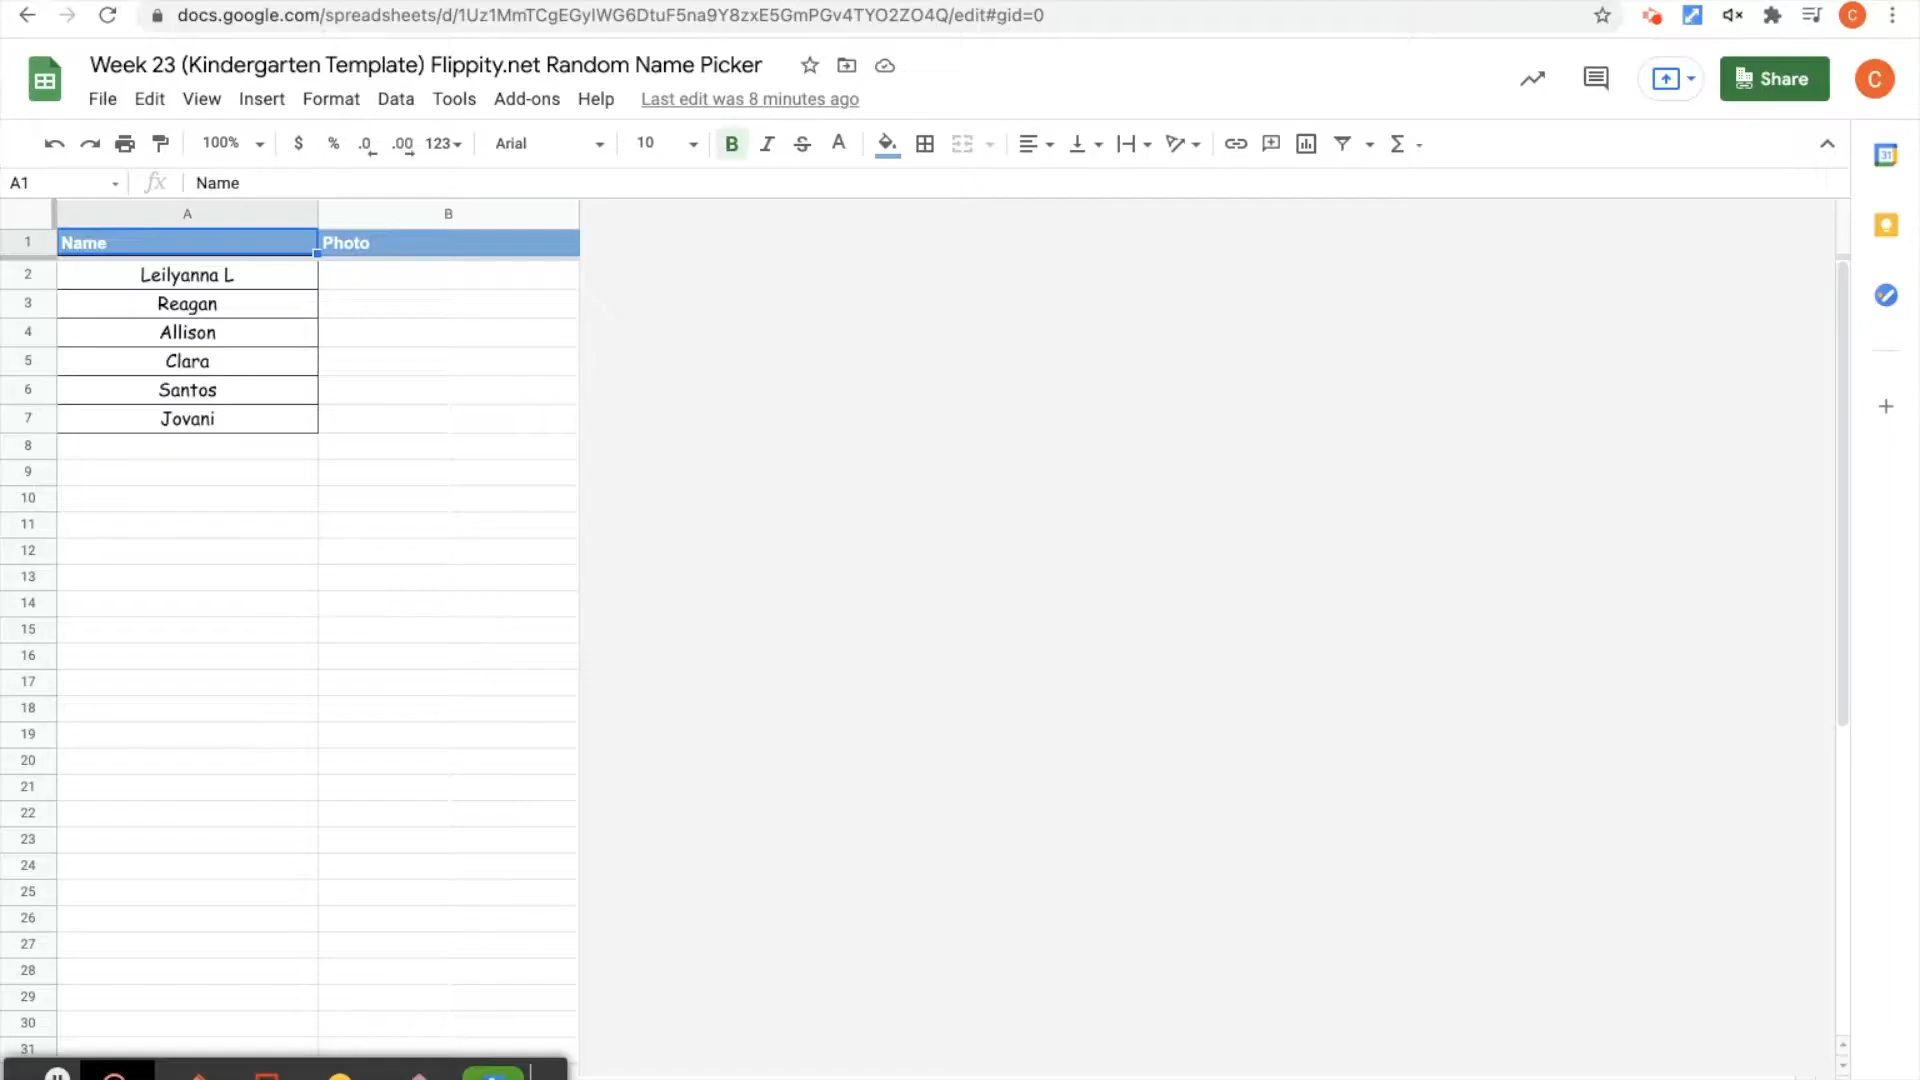 docs.google.com/spreadsheets/d/1Uz1MmTCgEGylWG6DtuF5na9Y8zxE5GmPGv4TYO2ZO4Q/edit#gid=0
C
Week 23 (Kindergarten Template) Flippity.net Random Name Picker
File Edit View Insert Format Data Tools Add-ons Help Last edit was 8 minutes ago
Share
C
100% $ % .0 .00 123 Arial 10 B I S A Σ
31
A1 fx Name
A B
1 Name Photo
2 Leilyanna L
3 Reagan
4 Allison
5 Clara
6 Santos
7 Jovani
8
9
10
11
12
13
14
15
16
17
18
19
20
21
22
23
24
25
26
27
28
29
30
31